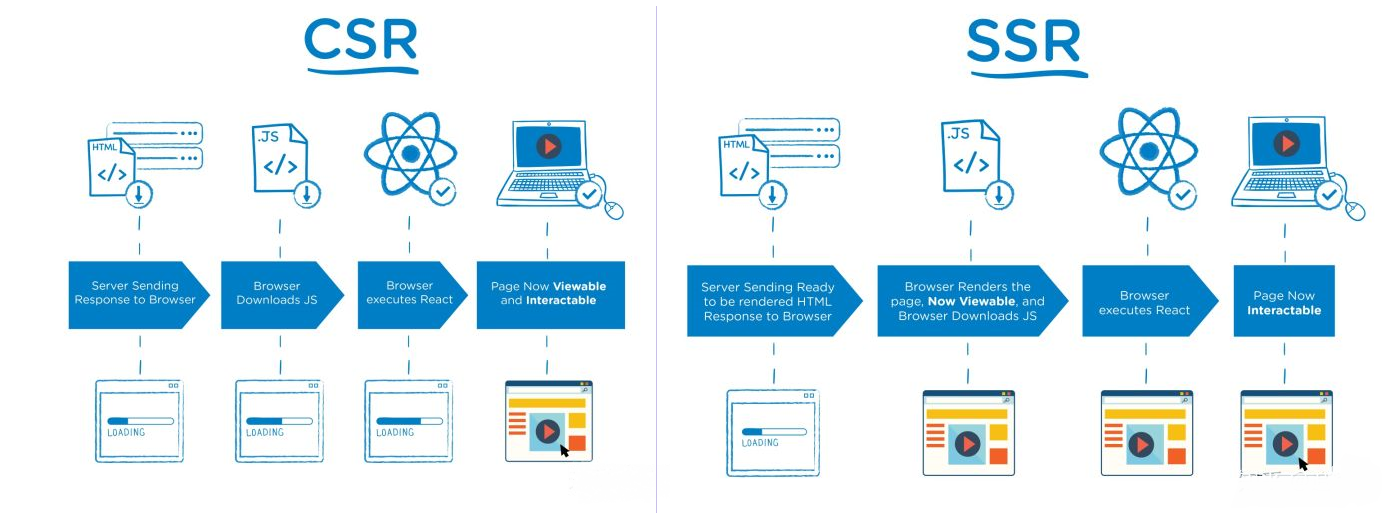 CSR
HTML
.JS
Server Sending
Response to Browser
Browser
Downloads JS
Browser
executes React
Page Now Viewable
and Interactable
LOADING
LOADING
LOADING
SSR
HTML
.JS
Server Sending Ready
to be rendered HTML
Response to Browser
Browser Renders the
page, Now Viewable, and
Browser Downloads JS
Browser
executes React
Page Now
Interactable
LOADING